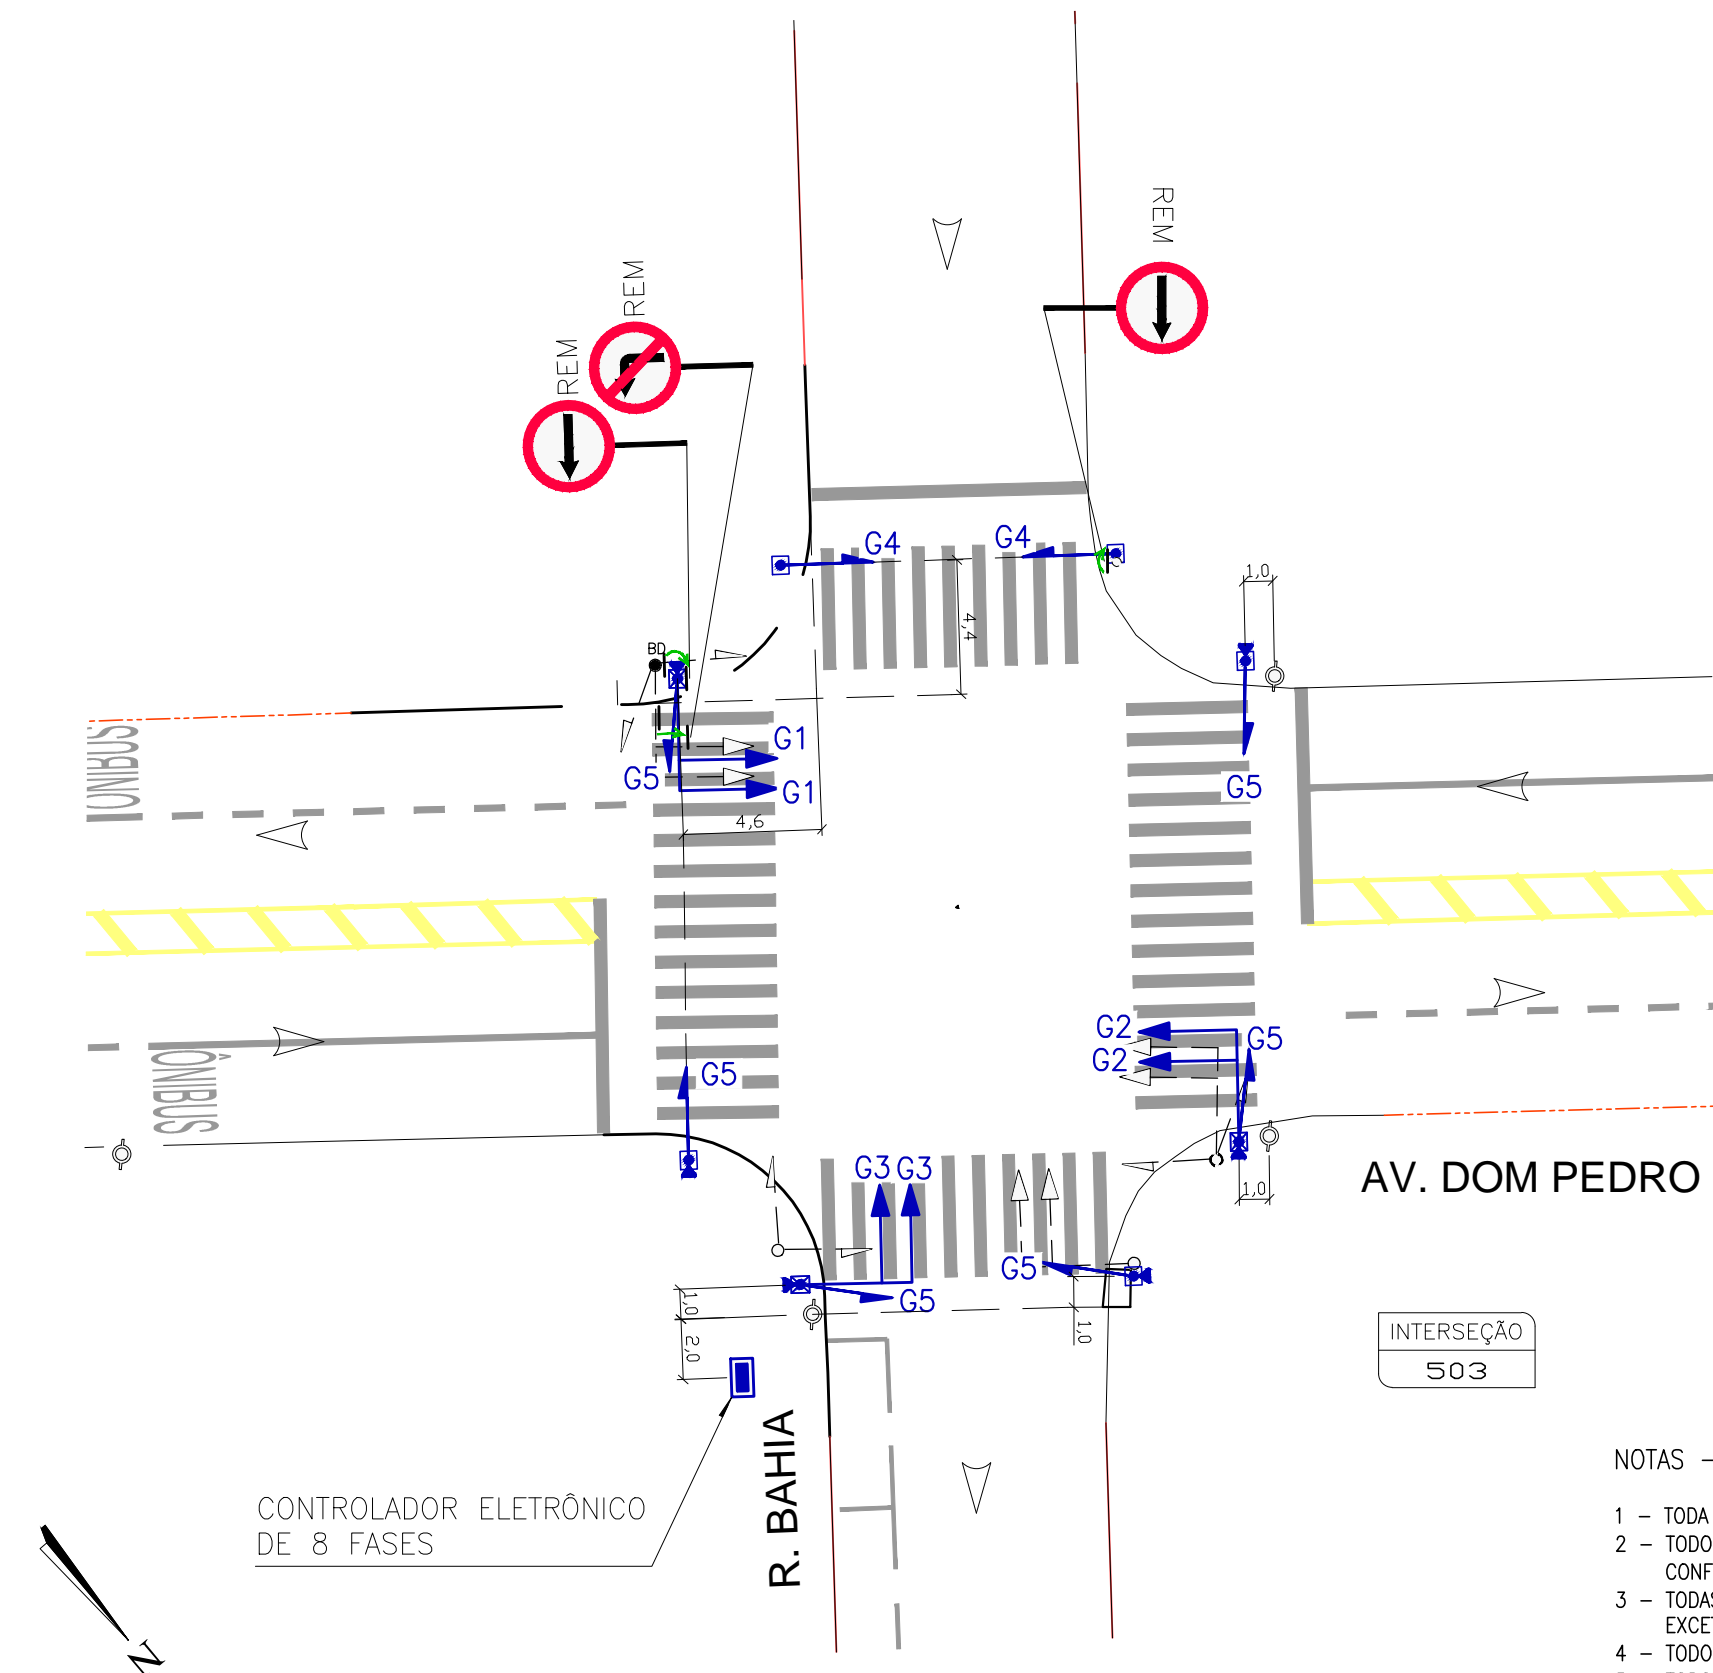 REM
REM
REM
G4
G4
1,0
4,4
BD
G1
G5
G1
G5
4,6
ÔNIBUS
G2
G5
G2
G5
ÔNIBUS
AV. DOM PEDRO
G3
G3
1,0
G5
G5
1,0
1,0
2,0
INTERSEÇÃO
503
R. BAHIA
CONTROLADOR ELETRÔNICO
DE 8 FASES
NOTAS –
1 – TODA
2 – TODO
CONF
3 – TODAS
EXCE
4 – TODO
N